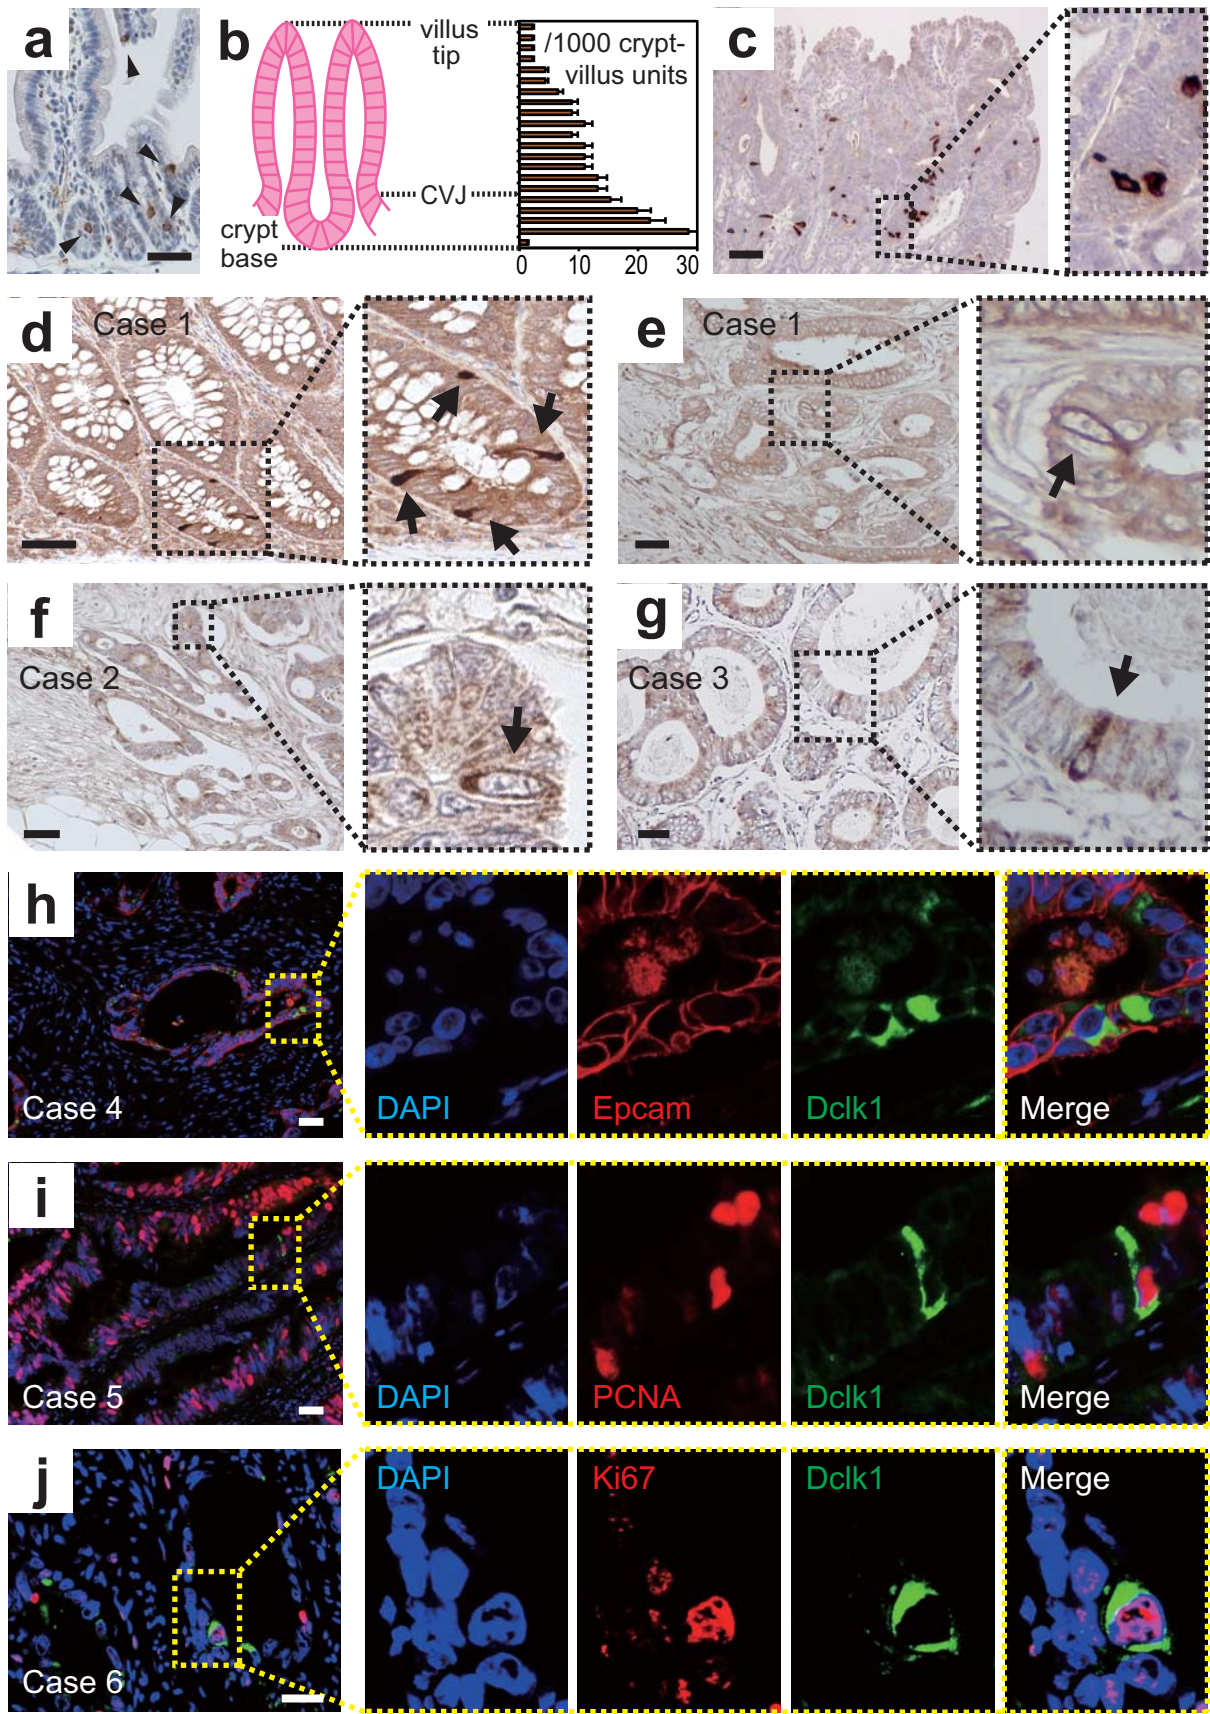 a
b
villus
tip
/1000 crypt-
villus units
CVJ
crypt
base
0 10 20 30
c
d
Case 1
e
Case 1
f
Case 2
g
Case 3
h
Case 4
DAPI
Epcam
Dclk1
Merge
i
Case 5
DAPI
PCNA
Dclk1
Merge
j
Case 6
DAPI
Ki67
Dclk1
Merge